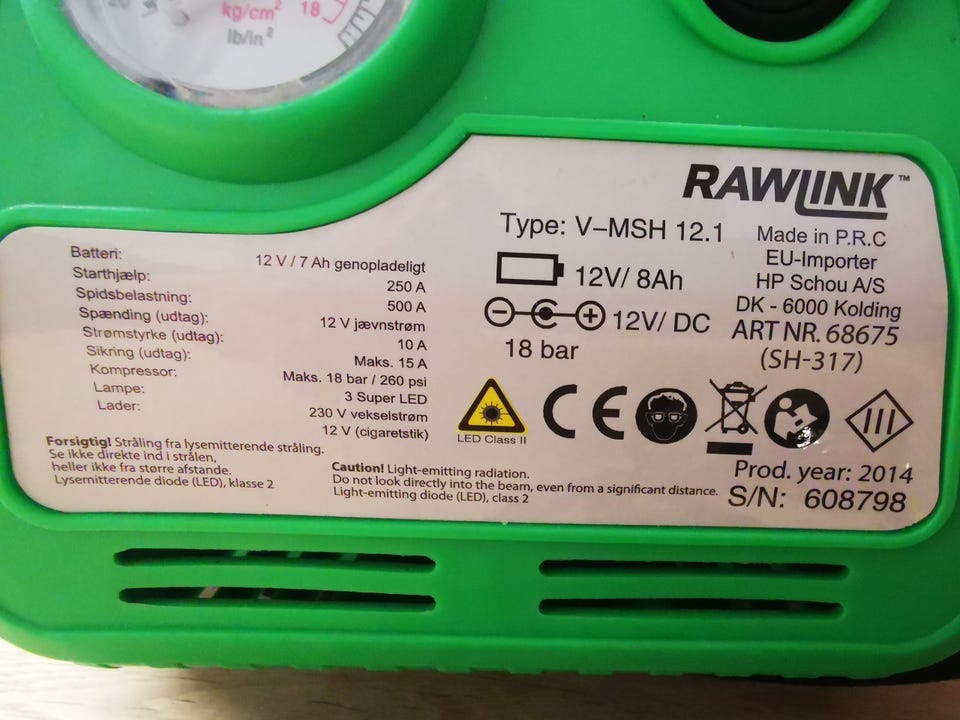 kg/cm² 18
lb/in²
RAWLINK™
Type: V-MSH 12.1
12V/ 8Ah
12V/ DC
18 bar
Made in P.R.C
EU-Importer
HP Schou A/S
DK - 6000 Kolding
ART NR. 68675
(SH-317)
Batteri: 12 V / 7 Ah genopladeligt
Starthjælp: 250 A
Spidsbelastning: 500 A
Spænding (udtag): 12 V jævnstrøm
Strømstyrke (udtag): 10 A
Sikring (udtag): Maks. 15 A
Kompressor: Maks. 18 bar / 260 psi
Lampe: 3 Super LED
Lader: 230 V vekselstrøm
12 V (cigaretstik)
LED Class II
CE
Forsigtig! Stråling fra lysemitterende stråling.
Se ikke direkte ind i strålen,
heller ikke fra større afstande.
Lysemitterende diode (LED), klasse 2
Caution! Light-emitting radiation.
Do not look directly into the beam, even from a significant distance.
Light-emitting diode (LED), class 2
Prod. year: 2014
S/N: 608798